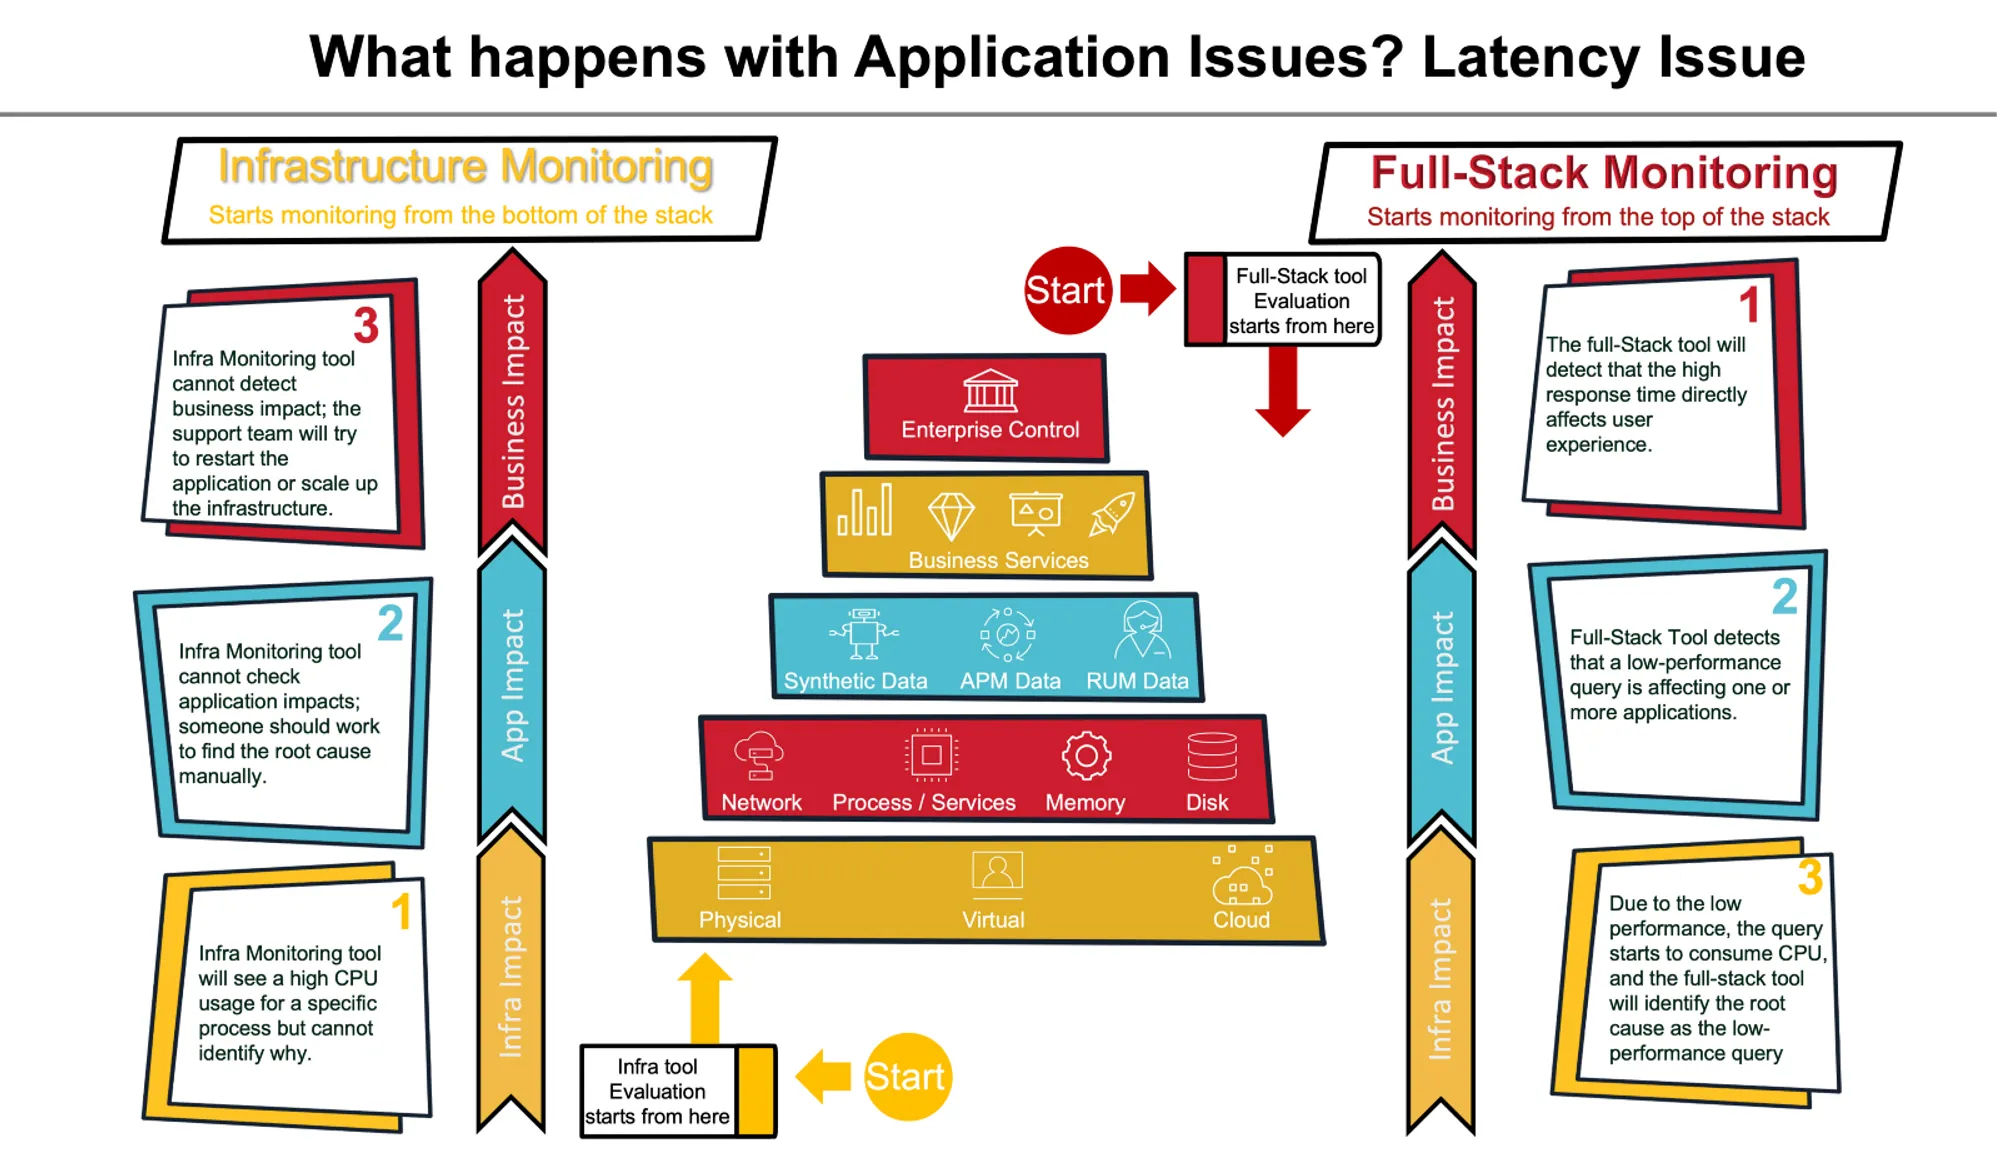 What happens with Application Issues? Latency Issue
Infrastructure Monitoring
Starts monitoring from the bottom of the stack
Full-Stack Monitoring
Starts monitoring from the top of the stack
3
Infra Monitoring tool
cannot detect
business impact; the
support team will try
to restart the
application or scale up
the infrastructure.
2
Infra Monitoring tool
cannot check
application impacts;
someone should work
to find the root cause
manually.
1
Infra Monitoring tool
will see a high CPU
usage for a specific
process but cannot
identify why.
Business Impact
App Impact
Infra Impact
Start
Full-Stack tool
Evaluation
starts from here
Enterprise Control
Business Services
Synthetic Data
APM Data
RUM Data
Network
Process / Services
Memory
Disk
Physical
Virtual
Cloud
Infra tool
Evaluation
starts from here
Start
Business Impact
App Impact
Infra Impact
1
The full-Stack tool will
detect that the high
response time directly
affects user
experience.
2
Full-Stack Tool detects
that a low-performance
query is affecting one or
more applications.
3
Due to the low
performance, the query
starts to consume CPU,
and the full-stack tool
will identify the root
cause as the low-
performance query